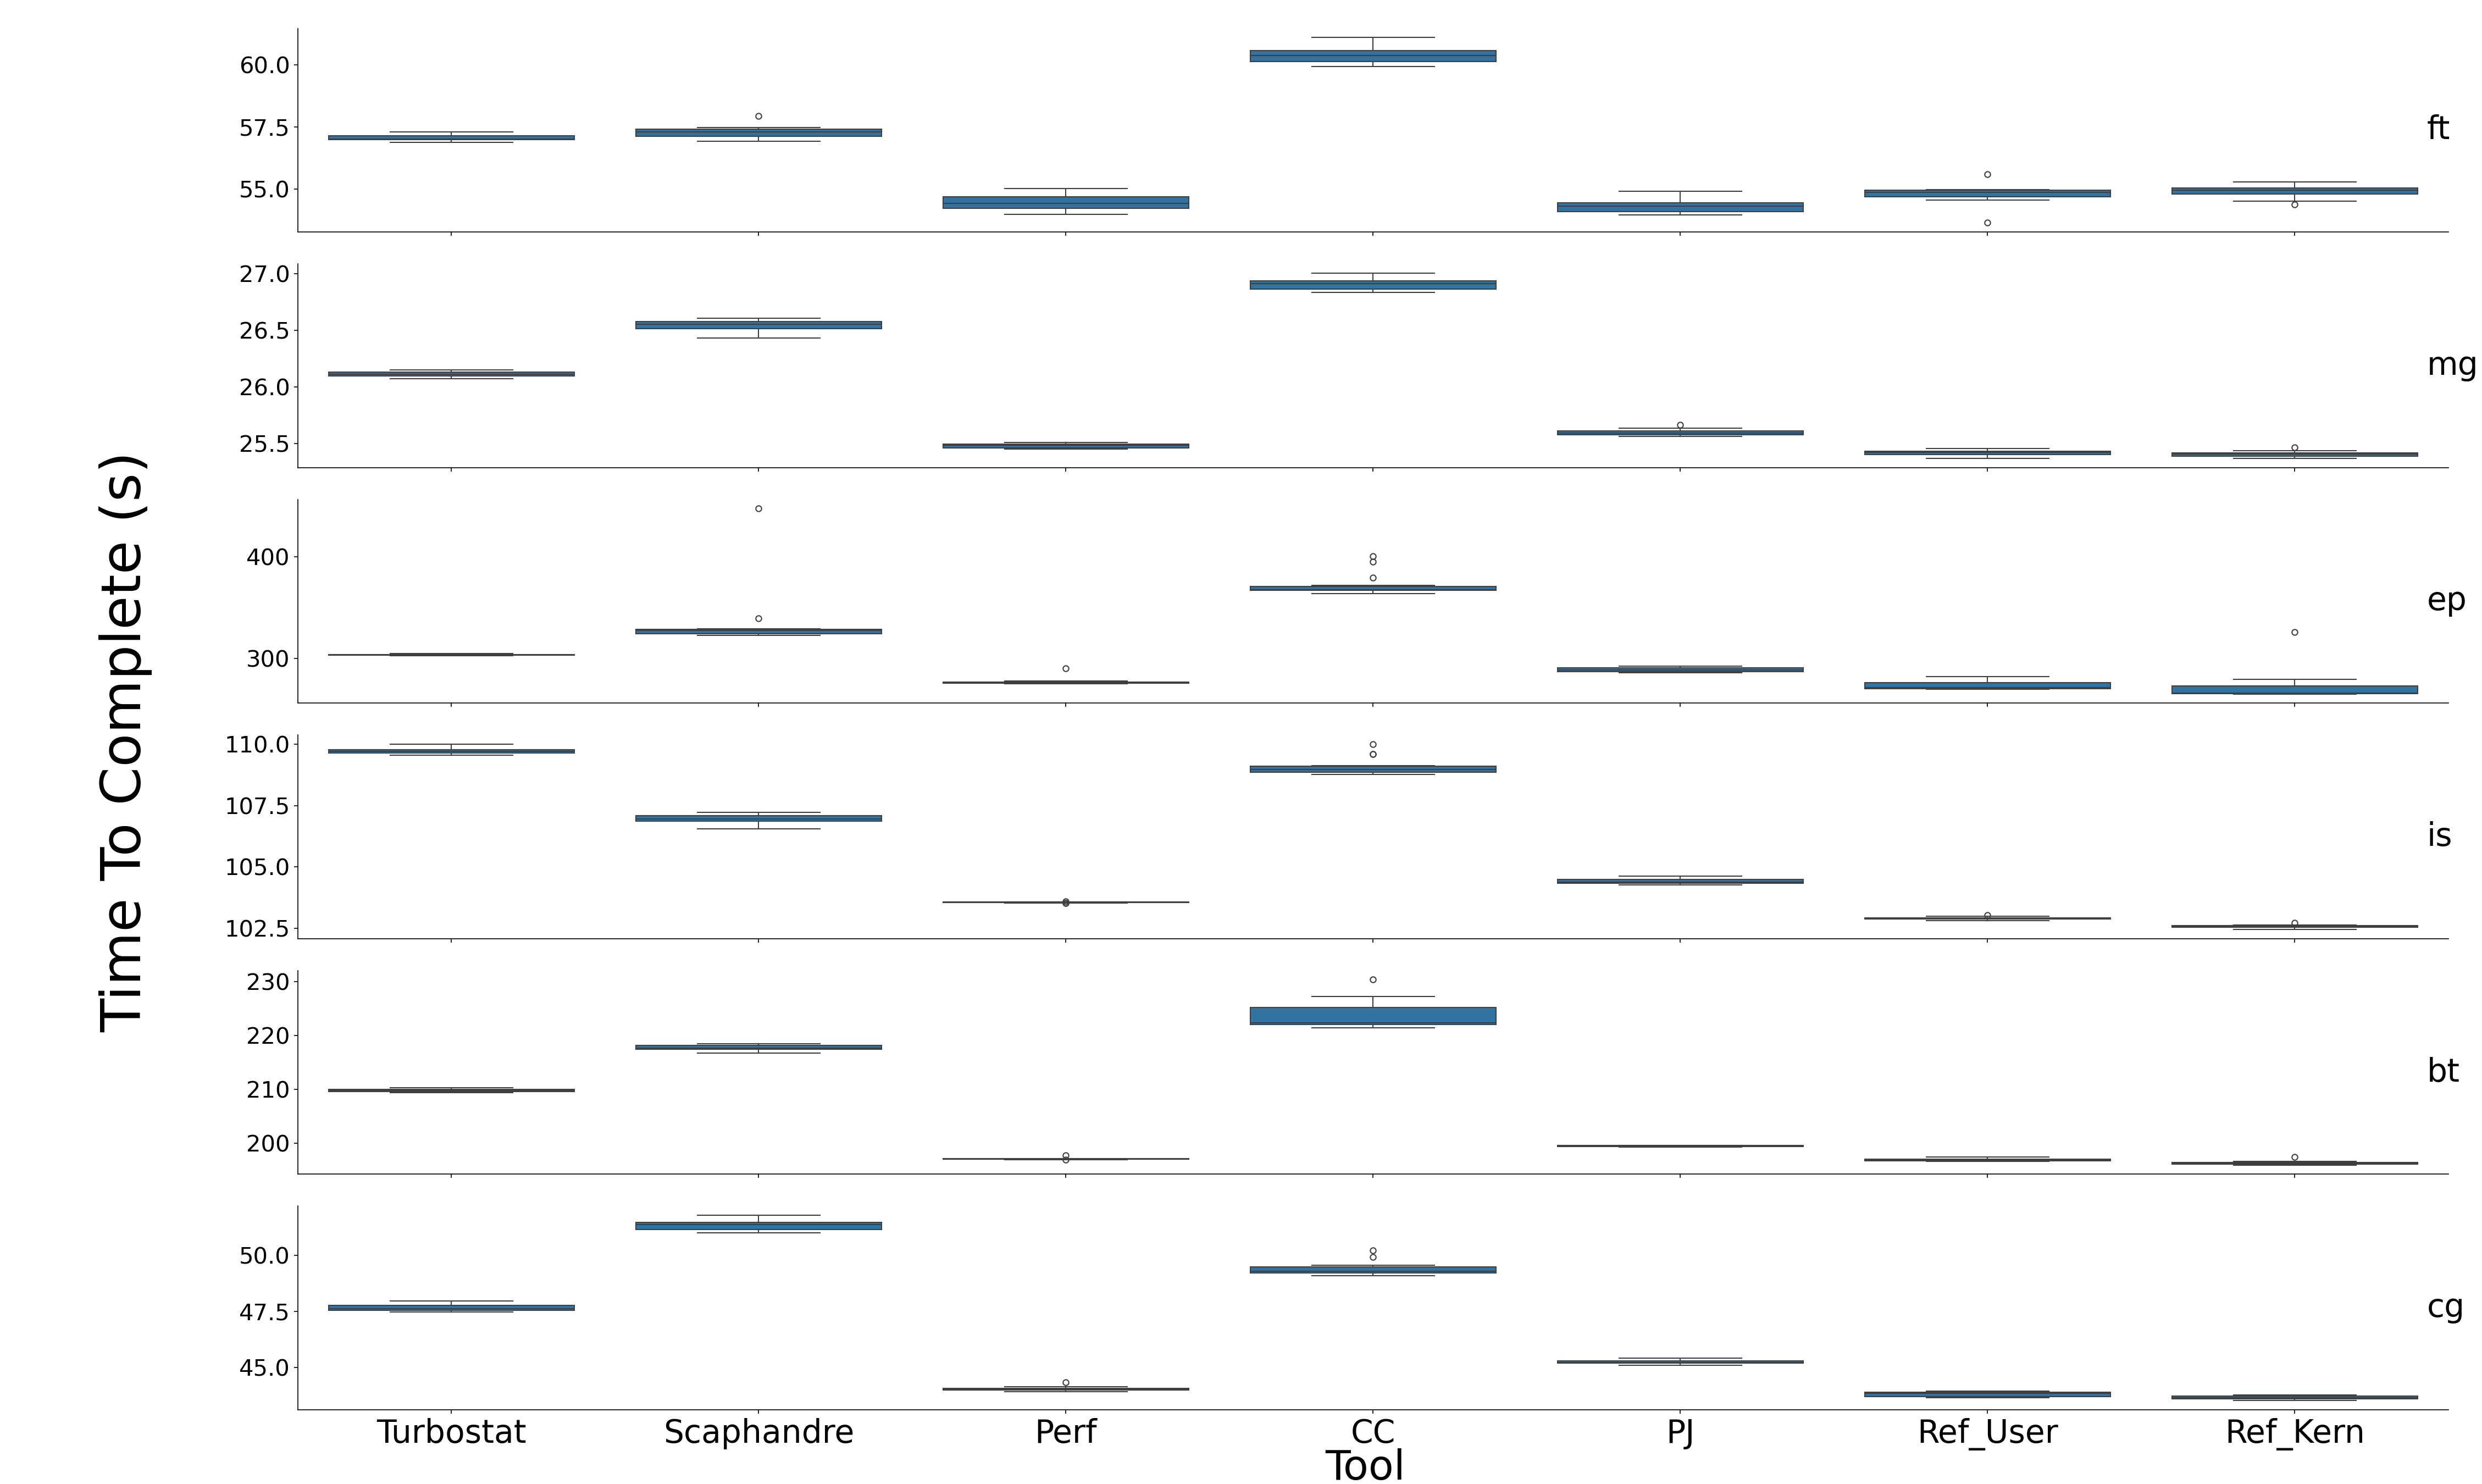 Time To Complete (s)
60.0
57.5
55.0
ft
27.0
26.5
26.0
25.5
mg
400
300
ep
110.0
107.5
105.0
102.5
is
230
220
210
200
bt
50.0
47.5
45.0
cg
Turbostat Scaphandre Perf CC PJ Ref_User Ref_Kern
Tool